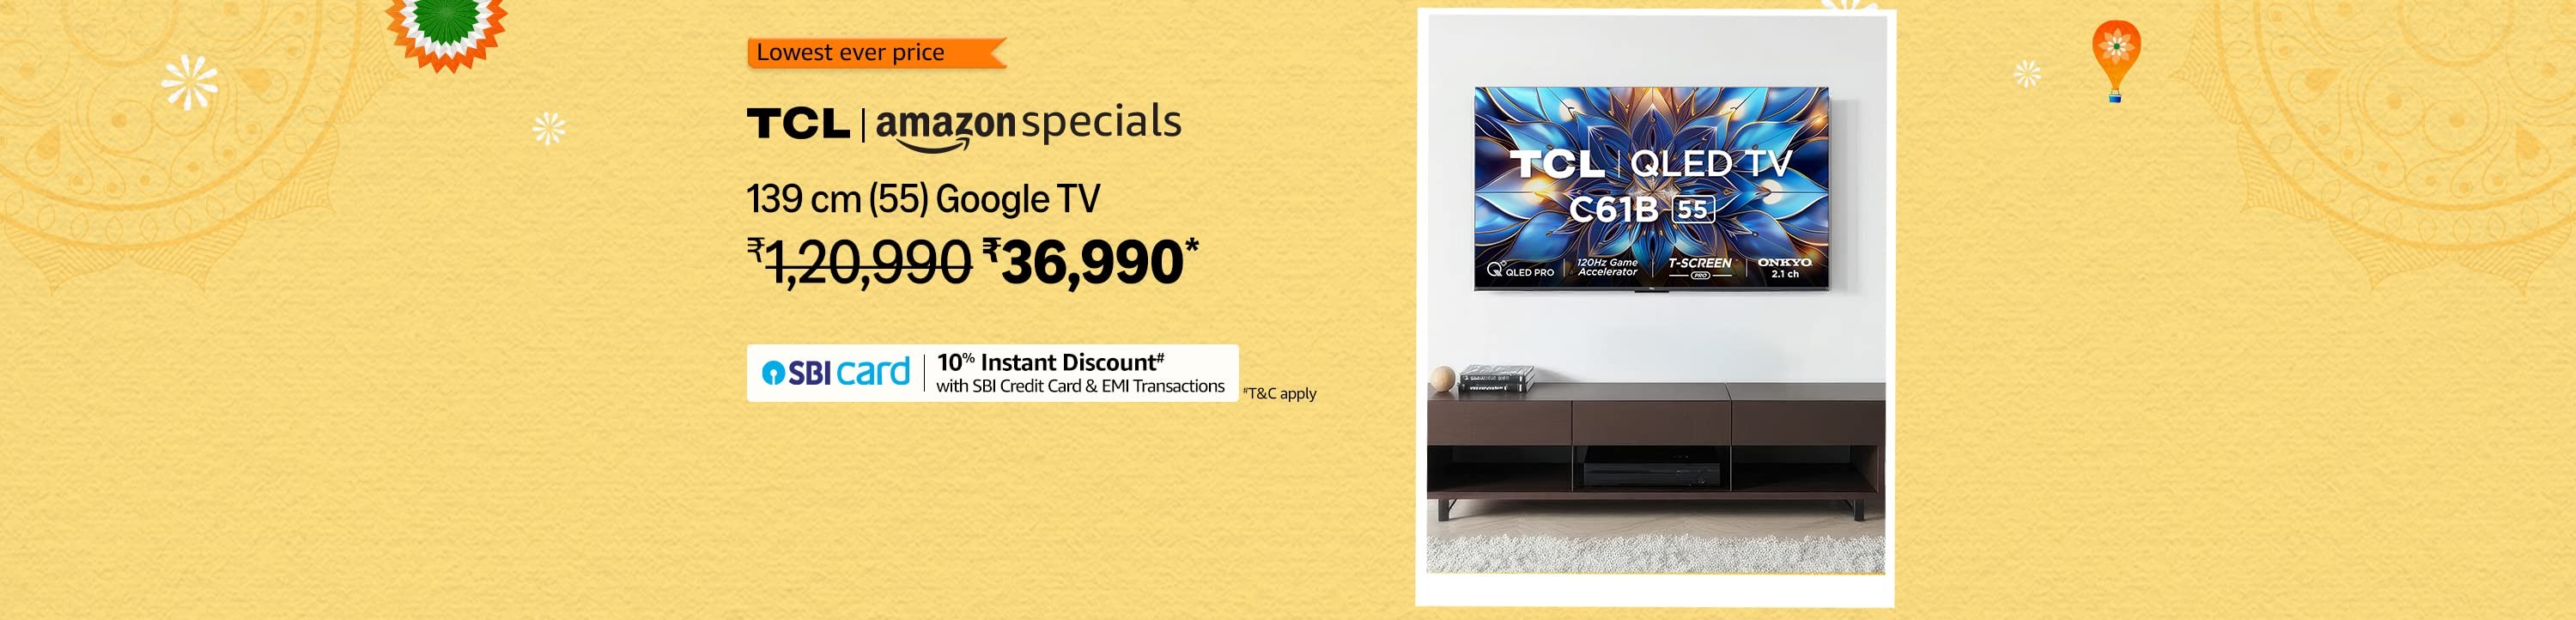 Lowest ever price
TCL | amazon specials
139 cm (55) Google TV
₹1,20,990 ₹36,990*
SBI card
10% Instant Discount#
with SBI Credit Card & EMI Transactions
#T&C apply
TCL | QLED TV
C61B 55
QLED PRO
120Hz Game
Accelerator
T-SCREEN
PRO
ONKYO
2.1 ch